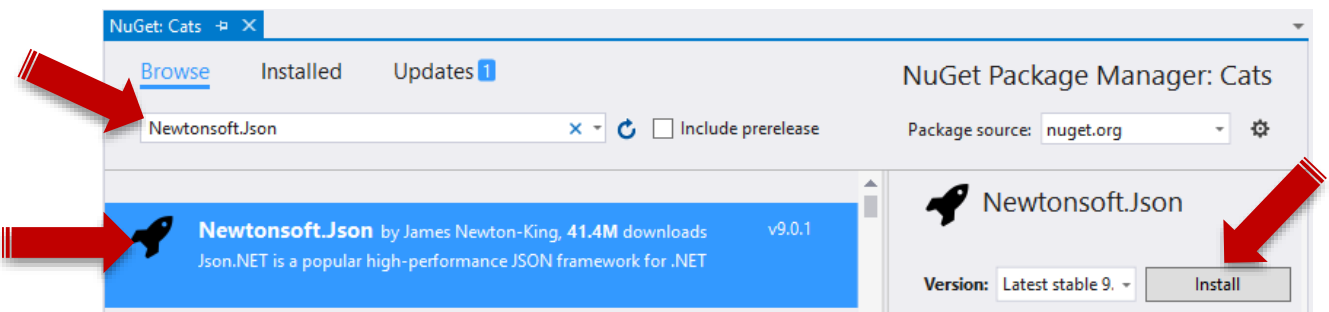 NuGet: Cats
Browse Installed Updates 1
NuGet Package Manager: Cats
Newtonsoft.Json
Include prerelease
Package source: nuget.org
Newtonsoft.Json by James Newton-King, 41.4M downloads v9.0.1
Json.NET is a popular high-performance JSON framework for .NET
Newtonsoft.Json
Version: Latest stable 9. Install